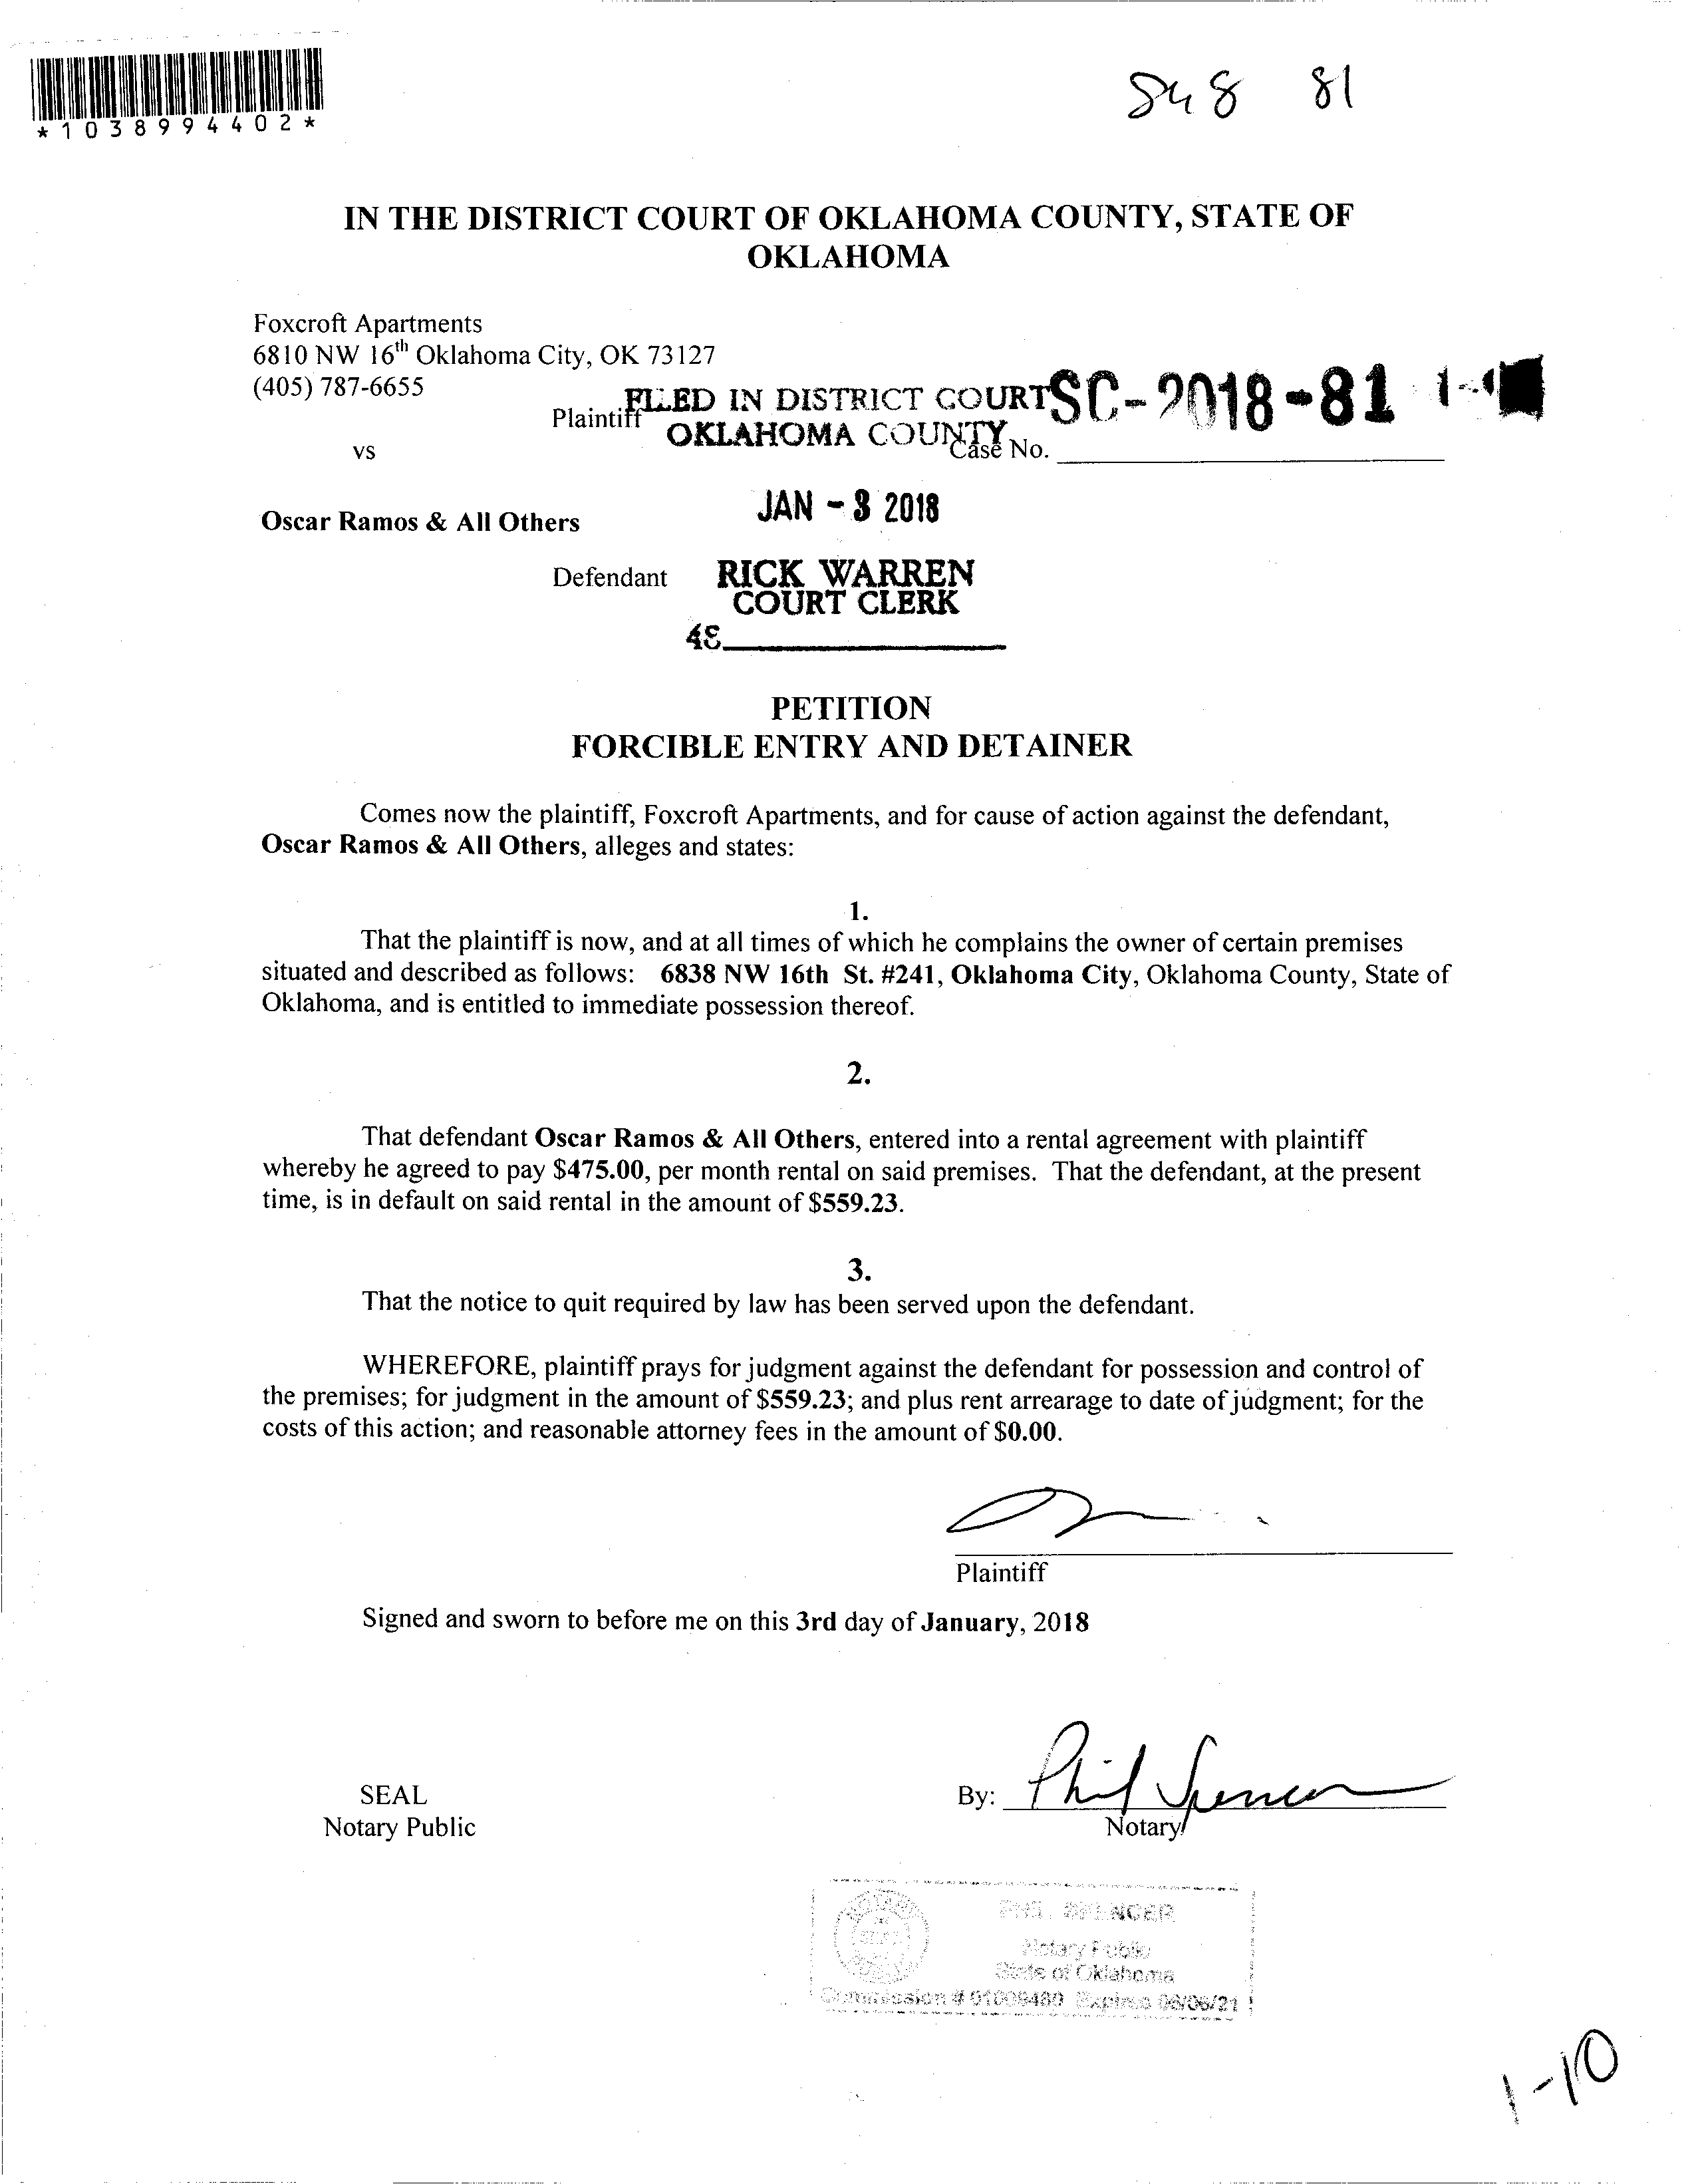 *1038994402*
548 81
IN THE DISTRICT COURT OF OKLAHOMA COUNTY, STATE OF
OKLAHOMA
Foxcroft Apartments
6810 NW 16th Oklahoma City, OK 73127
(405) 787-6655
Plaintiff
FILED IN DISTRICT COURT
OKLAHOMA COUNTY
SC-2018-81
vs
Case No.
JAN - 3 2018
Oscar Ramos & All Others
Defendant
RICK WARREN
COURT CLERK
48
PETITION
FORCIBLE ENTRY AND DETAINER
Comes now the plaintiff, Foxcroft Apartments, and for cause of action against the defendant,
Oscar Ramos & All Others, alleges and states:
1.
That the plaintiff is now, and at all times of which he complains the owner of certain premises
situated and described as follows: 6838 NW 16th St. #241, Oklahoma City, Oklahoma County, State of
Oklahoma, and is entitled to immediate possession thereof.
2.
That defendant Oscar Ramos & All Others, entered into a rental agreement with plaintiff
whereby he agreed to pay $475.00, per month rental on said premises. That the defendant, at the present
time, is in default on said rental in the amount of $559.23.
3.
That the notice to quit required by law has been served upon the defendant.
WHEREFORE, plaintiff prays for judgment against the defendant for possession and control of
the premises; for judgment in the amount of $559.23; and plus rent arrearage to date of judgment; for the
costs of this action; and reasonable attorney fees in the amount of $0.00.
Plaintiff
Signed and sworn to before me on this 3rd day of January, 2018
SEAL
Notary Public
By: Phil Spencer
Notary
Notary Public
State of Oklahoma
Commission # 01009480 Expires 06/06/21
1-10